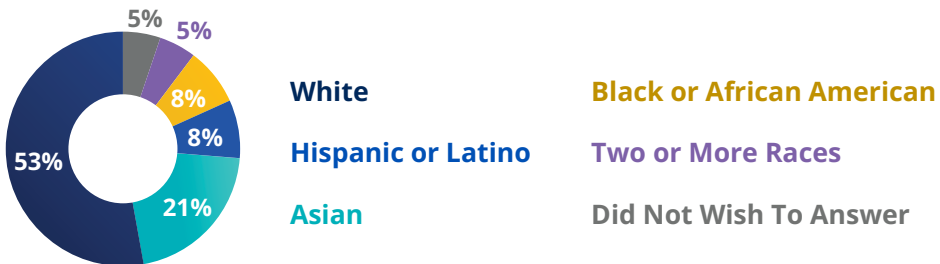 5%
5%
8%
8%
53%
21%
White
Hispanic or Latino
Asian
Black or African American
Two or More Races
Did Not Wish To Answer